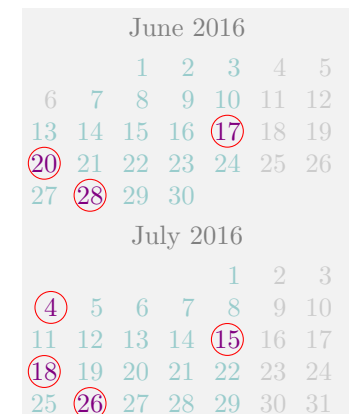 June 2016
1 2 3 4 5
6 7 8 9 10 11 12
13 14 15 16 17 18 19
20 21 22 23 24 25 26
27 28 29 30
July 2016
1 2 3
4 5 6 7 8 9 10
11 12 13 14 15 16 17
18 19 20 21 22 23 24
25 26 27 28 29 30 31